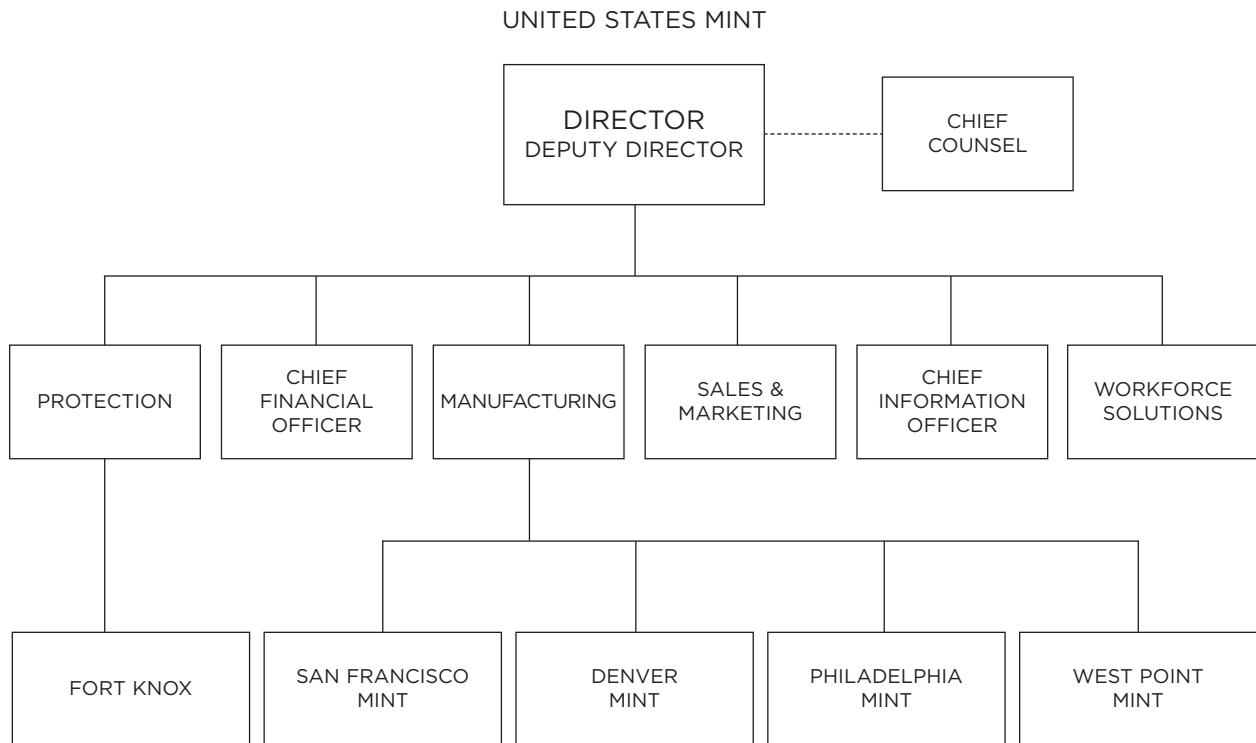 UNITED STATES MINT
DIRECTOR
DEPUTY DIRECTOR
CHIEF
COUNSEL
PROTECTION
CHIEF
FINANCIAL
OFFICER
MANUFACTURING
SALES &
MARKETING
CHIEF
INFORMATION
OFFICER
WORKFORCE
SOLUTIONS
FORT KNOX
SAN FRANCISCO
MINT
DENVER
MINT
PHILADELPHIA
MINT
WEST POINT
MINT